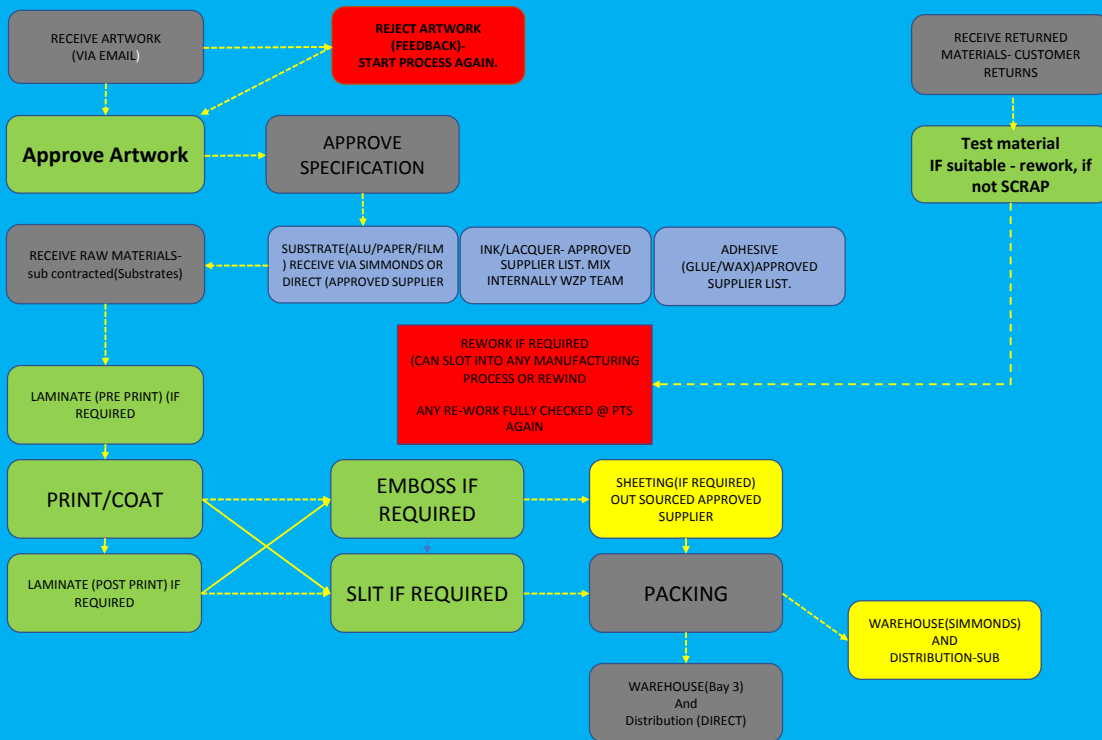 RECEIVE ARTWORK
(VIA EMAIL)
REJECT ARTWORK
(FEEDBACK)-
START PROCESS AGAIN.
RECEIVE RETURNED
MATERIALS- CUSTOMER
RETURNS
Approve Artwork
APPROVE
SPECIFICATION
Test material
IF suitable - rework, if
not SCRAP
RECEIVE RAW MATERIALS-
sub contracted(Substrates)
SUBSTRATE(ALU/PAPER/FILM
) RECEIVE VIA SIMMONDS OR
DIRECT (APPROVED SUPPLIER
INK/LACQUER- APPROVED
SUPPLIER LIST. MIX
INTERNALLY WZP TEAM
ADHESIVE
(GLUE/WAX)APPROVED
SUPPLIER LIST.
REWORK IF REQUIRED
(CAN SLOT INTO ANY MANUFACTURING
PROCESS OR REWIND
ANY RE-WORK FULLY CHECKED @ PTS
AGAIN
LAMINATE (PRE PRINT) (IF
REQUIRED
PRINT/COAT
EMBOSS IF
REQUIRED
SHEETING(IF REQUIRED)
OUT SOURCED APPROVED
SUPPLIER
LAMINATE (POST PRINT) IF
REQUIRED
SLIT IF REQUIRED
PACKING
WAREHOUSE(SIMMONDS)
AND
DISTRIBUTION-SUB
WAREHOUSE(Bay 3)
And
Distribution (DIRECT)